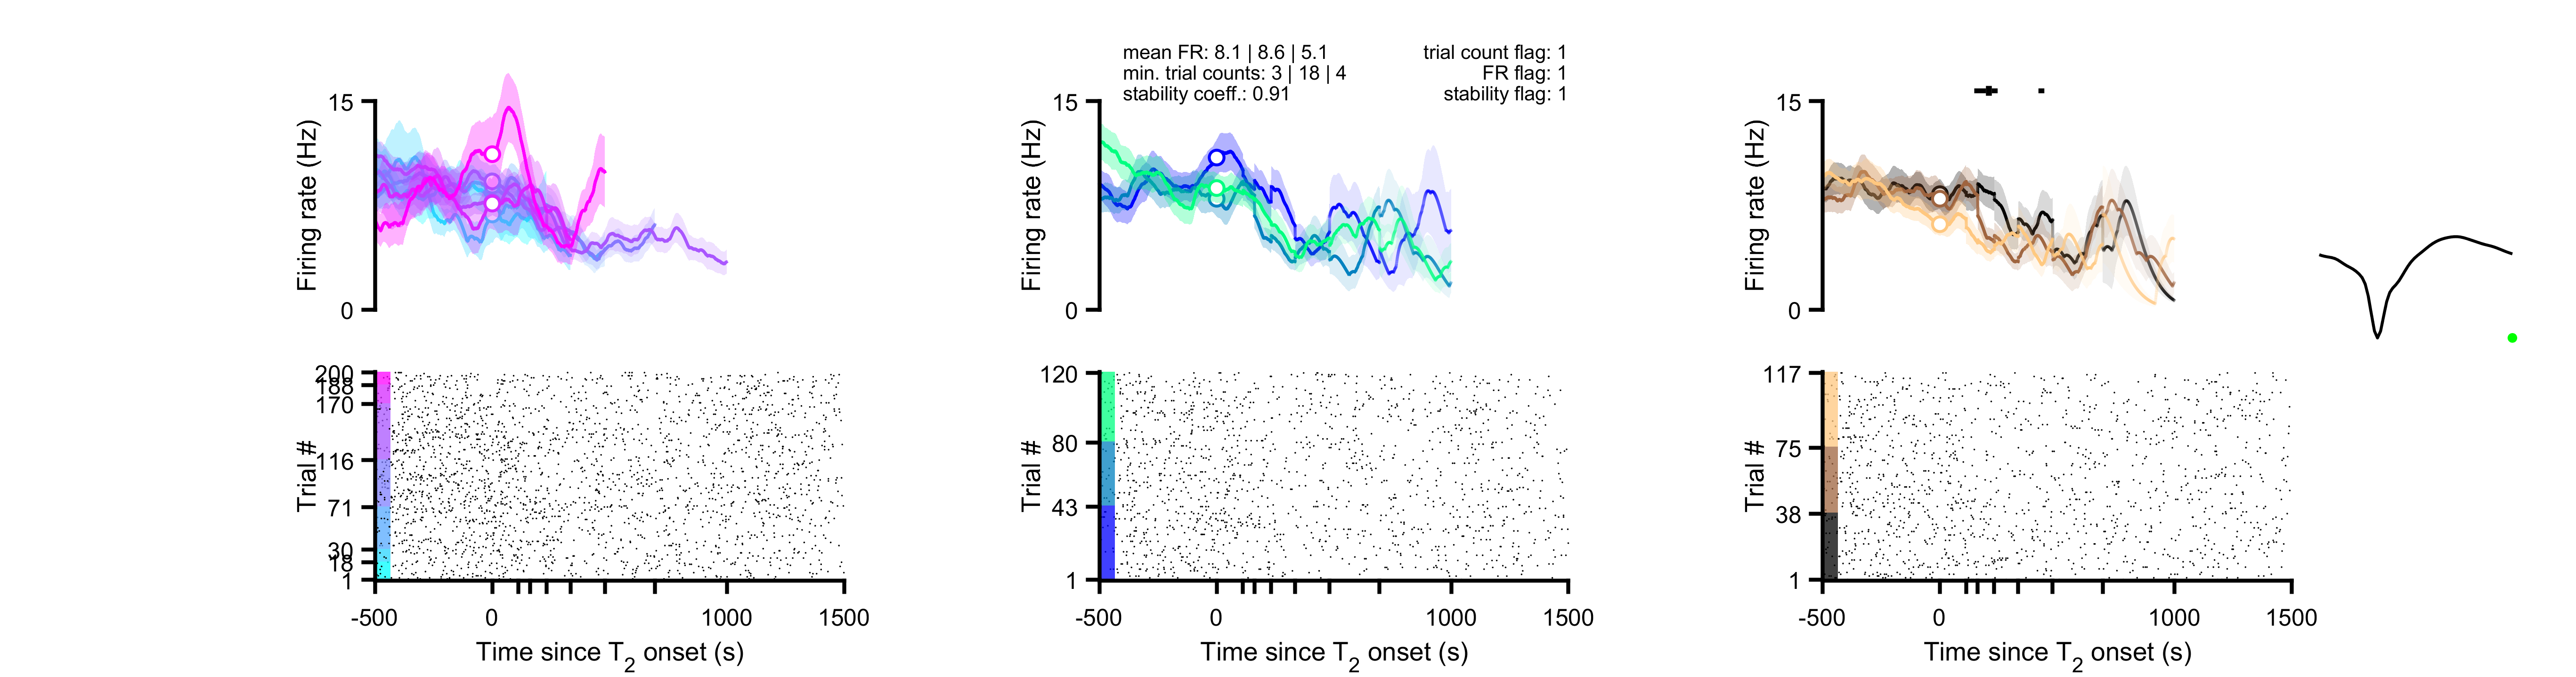 mean FR: 8.1 | 8.6 | 5.1
min. trial counts: 3 | 18 | 4
stability coeff.: 0.91
trial count flag: 1
FR flag: 1
stability flag: 1
15
0
Firing rate (Hz)
15
0
Firing rate (Hz)
15
0
Firing rate (Hz)
200
188
170
116
71
30
18
1
Trial #
-500
0
1000
1500
Time since T2 onset (s)
120
80
43
1
Trial #
-500
0
1000
1500
Time since T2 onset (s)
117
75
38
1
Trial #
-500
0
1000
1500
Time since T2 onset (s)